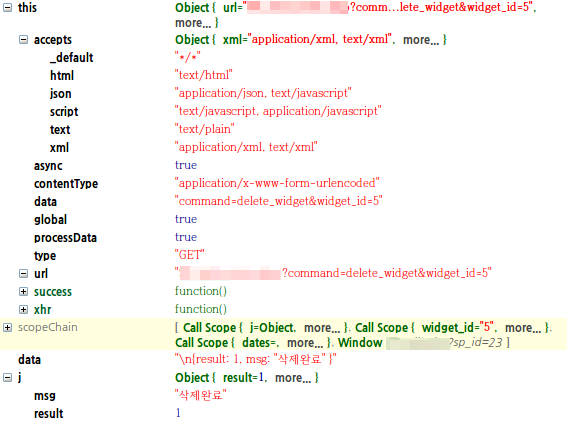 this Object { url="?comm...lete_widget&widget_id=5",
more... }
accepts Object { xml="application/xml, text/xml", more... }
_default "*/*"
html "text/html"
json "application/json, text/javascript"
script "text/javascript, application/javascript"
text "text/plain"
xml "application/xml, text/xml"
async true
contentType "application/x-www-form-urlencoded"
data "command=delete_widget&widget_id=5"
global true
processData true
type "GET"
url "?command=delete_widget&widget_id=5"
success function()
xhr function()
scopeChain [ Call Scope { j=Object, more... }, Call Scope { widget_id="5", more... },
Call Scope { dates=, more... }, Window ?sp_id=23 ]
data "\n{result: 1, msg: "삭제완료" }"
j Object { result=1, more... }
msg "삭제완료"
result 1